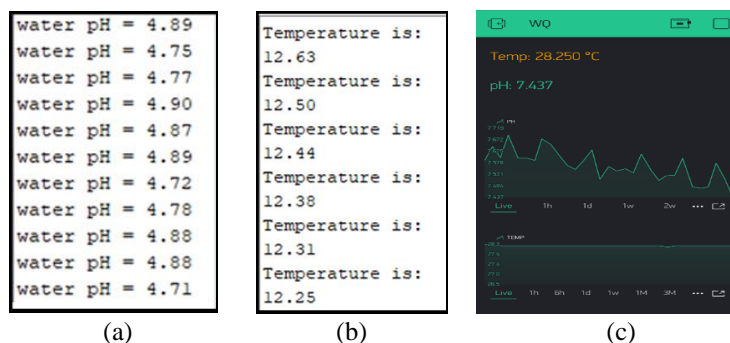 water pH = 4.89
water pH = 4.75
water pH = 4.77
water pH = 4.90
water pH = 4.87
water pH = 4.89
water pH = 4.72
water pH = 4.78
water pH = 4.88
water pH = 4.88
water pH = 4.71
(a)
Temperature is:
12.63
Temperature is:
12.50
Temperature is:
12.44
Temperature is:
12.38
Temperature is:
12.31
Temperature is:
12.25
(b)
WQ
Temp: 28.250 °C
pH: 7.437
PH
Live 1h 1d 1w 2w
TEMP
Live 1h 6h 1d 1w 1M 3M
(c)